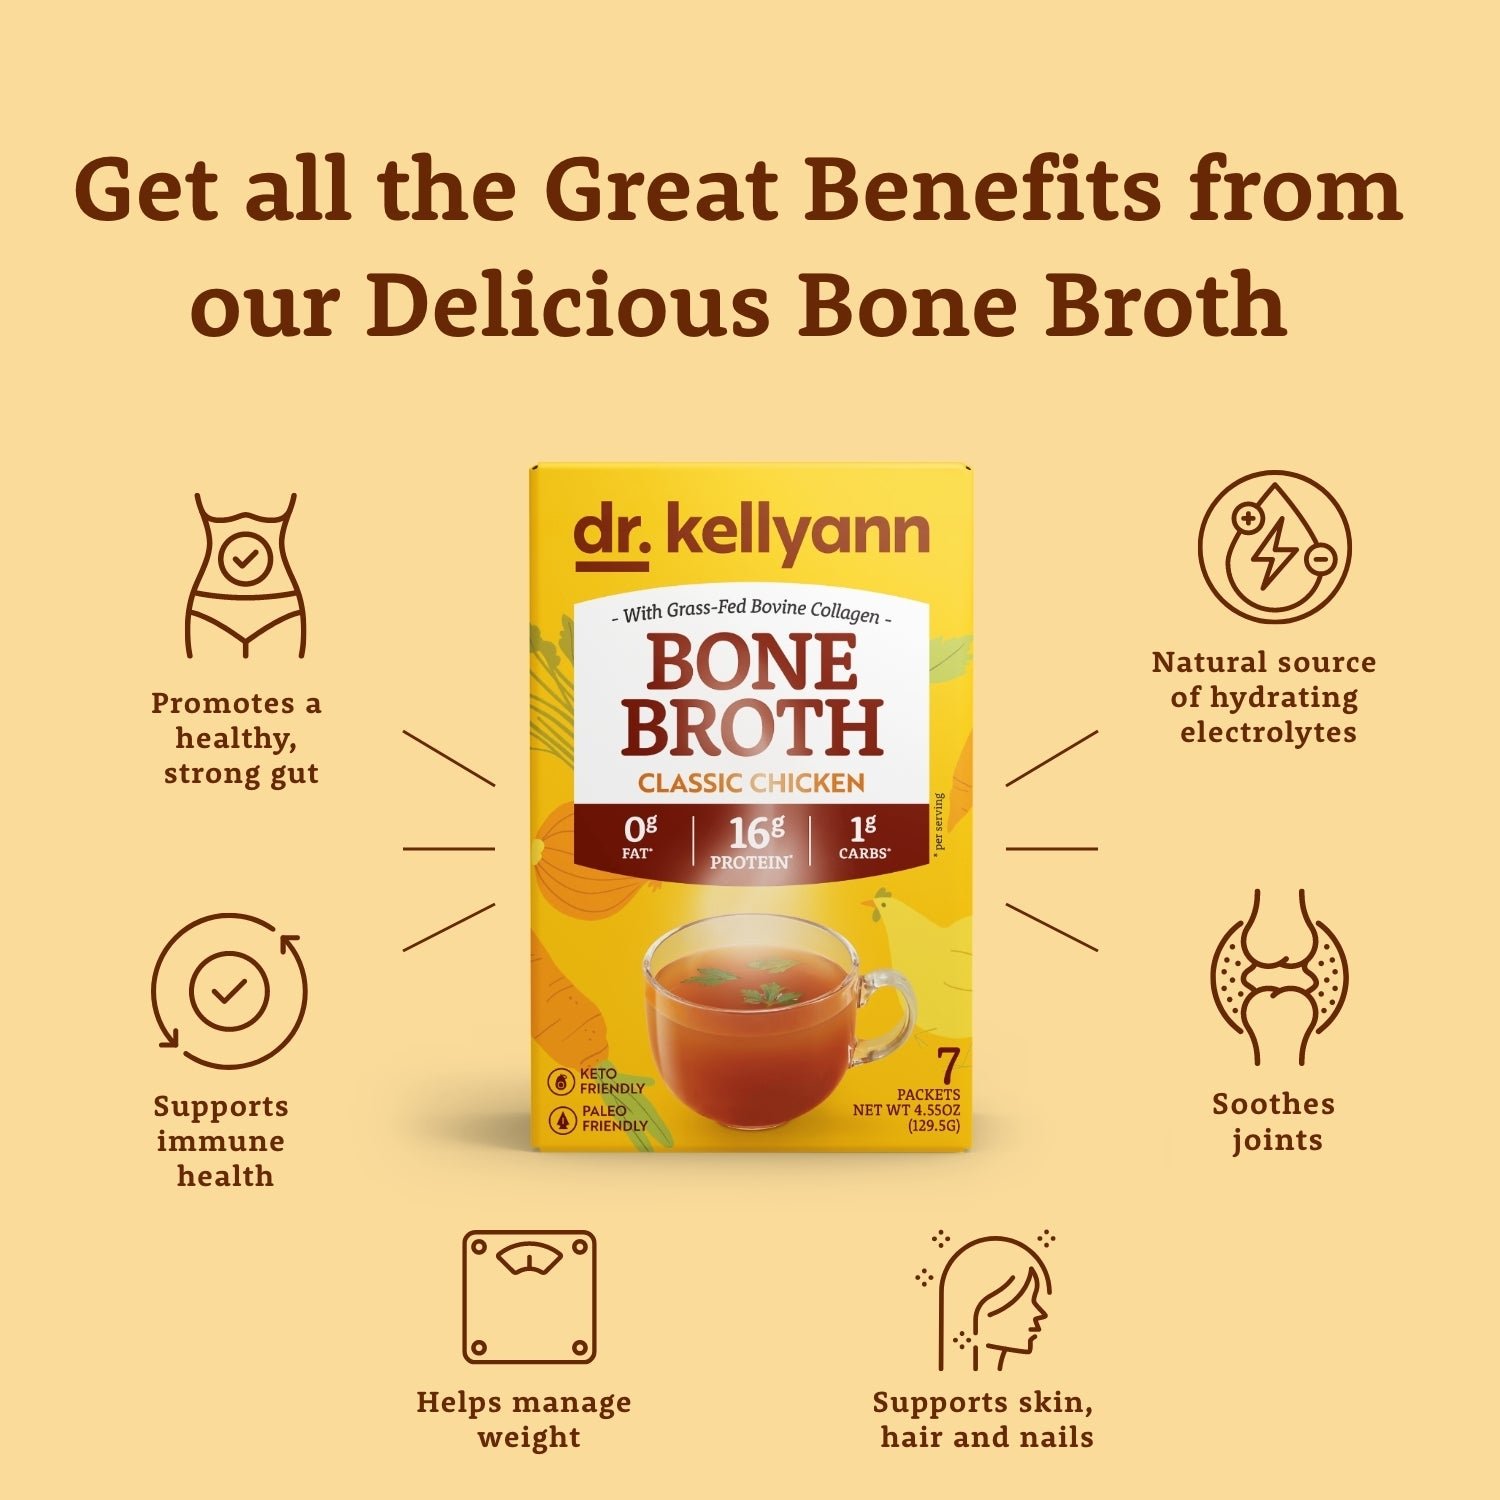 Get all the Great Benefits from
our Delicious Bone Broth
dr. kellyann
- With Grass-Fed Bovine Collagen -
BONE
BROTH
CLASSIC CHICKEN
0g
FAT*
16g
PROTEIN*
1g
CARBS*
* per serving
KETO
FRIENDLY
PALEO
FRIENDLY
7
PACKETS
NET WT 4.55OZ
(129.5G)
Promotes a
healthy,
strong gut
Natural source
of hydrating
electrolytes
Supports
immune
health
Soothes
joints
Helps manage
weight
Supports skin,
hair and nails